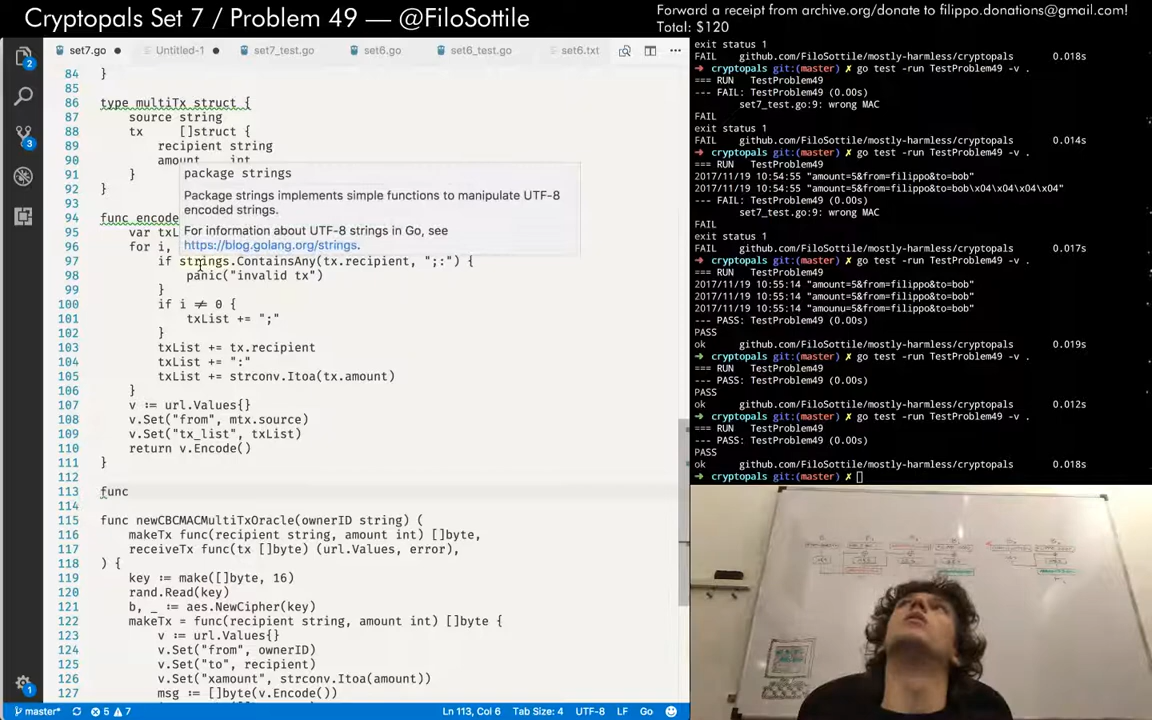 Cryptopals Set 7 / Problem 49 — @FiloSottile
Forward a receipt from archive.org/donate to filippo.donations@gmail.com!
Total: $120
set7.go
Untitled-1
set7_test.go
set6.go
set6_test.go
set6.txt
84 }
85
86 type multiTx struct {
87 source string
88 tx []struct {
89 recipient string
90 amount int
91 }
92 }
93
94 func encode
95 var txL
96 for i,
97 if strings.ContainsAny(tx.recipient, ";:") {
98 panic("invalid tx")
99 }
100 if i ≠ 0 {
101 txList += ";"
102 }
103 txList += tx.recipient
104 txList += ":"
105 txList += strconv.Itoa(tx.amount)
106 }
107 v := url.Values{}
108 v.Set("from", mtx.source)
109 v.Set("tx_list", txList)
110 return v.Encode()
111 }
112
113 func
114
115 func newCBCMACMultiTxOracle(ownerID string) (
116 makeTx func(recipient string, amount int) []byte,
117 receiveTx func(tx []byte) (url.Values, error),
118 ) {
119 key := make([]byte, 16)
120 rand.Read(key)
121 b, _ := aes.NewCipher(key)
122 makeTx = func(recipient string, amount int) []byte {
123 v := url.Values{}
124 v.Set("from", ownerID)
125 v.Set("to", recipient)
126 v.Set("xamount", strconv.Itoa(amount))
127 msg := []byte(v.Encode())
package strings
Package strings implements simple functions to manipulate UTF-8
encoded strings.
For information about UTF-8 strings in Go, see
https://blog.golang.org/strings.
2
3
1
master* 5 7
Ln 113, Col 6 Tab Size: 4 UTF-8 LF Go
exit status 1
FAIL github.com/FiloSottile/mostly-harmless/cryptopals 0.018s
➜ cryptopals git:(master) ✗ go test -run TestProblem49 -v .
=== RUN TestProblem49
--- FAIL: TestProblem49 (0.00s)
set7_test.go:9: wrong MAC
FAIL
exit status 1
FAIL github.com/FiloSottile/mostly-harmless/cryptopals 0.014s
➜ cryptopals git:(master) ✗ go test -run TestProblem49 -v .
=== RUN TestProblem49
2017/11/19 10:54:55 "amount=5&from=filippo&to=bob"
2017/11/19 10:54:55 "amount=5&from=filippo&to=bob\x04\x04\x04\x04"
--- FAIL: TestProblem49 (0.00s)
set7_test.go:9: wrong MAC
FAIL
exit status 1
FAIL github.com/FiloSottile/mostly-harmless/cryptopals 0.017s
➜ cryptopals git:(master) ✗ go test -run TestProblem49 -v .
=== RUN TestProblem49
2017/11/19 10:55:14 "amount=5&from=filippo&to=bob"
2017/11/19 10:55:14 "amount=5&from=filippo&to=bob"
2017/11/19 10:55:14 "amounu=5&from=filippo&to=bob"
--- PASS: TestProblem49 (0.00s)
PASS
ok github.com/FiloSottile/mostly-harmless/cryptopals 0.019s
➜ cryptopals git:(master) ✗ go test -run TestProblem49 -v .
=== RUN TestProblem49
--- PASS: TestProblem49 (0.00s)
PASS
ok github.com/FiloSottile/mostly-harmless/cryptopals 0.012s
➜ cryptopals git:(master) ✗ go test -run TestProblem49 -v .
=== RUN TestProblem49
--- PASS: TestProblem49 (0.00s)
PASS
ok github.com/FiloSottile/mostly-harmless/cryptopals 0.018s
➜ cryptopals git:(master) ✗